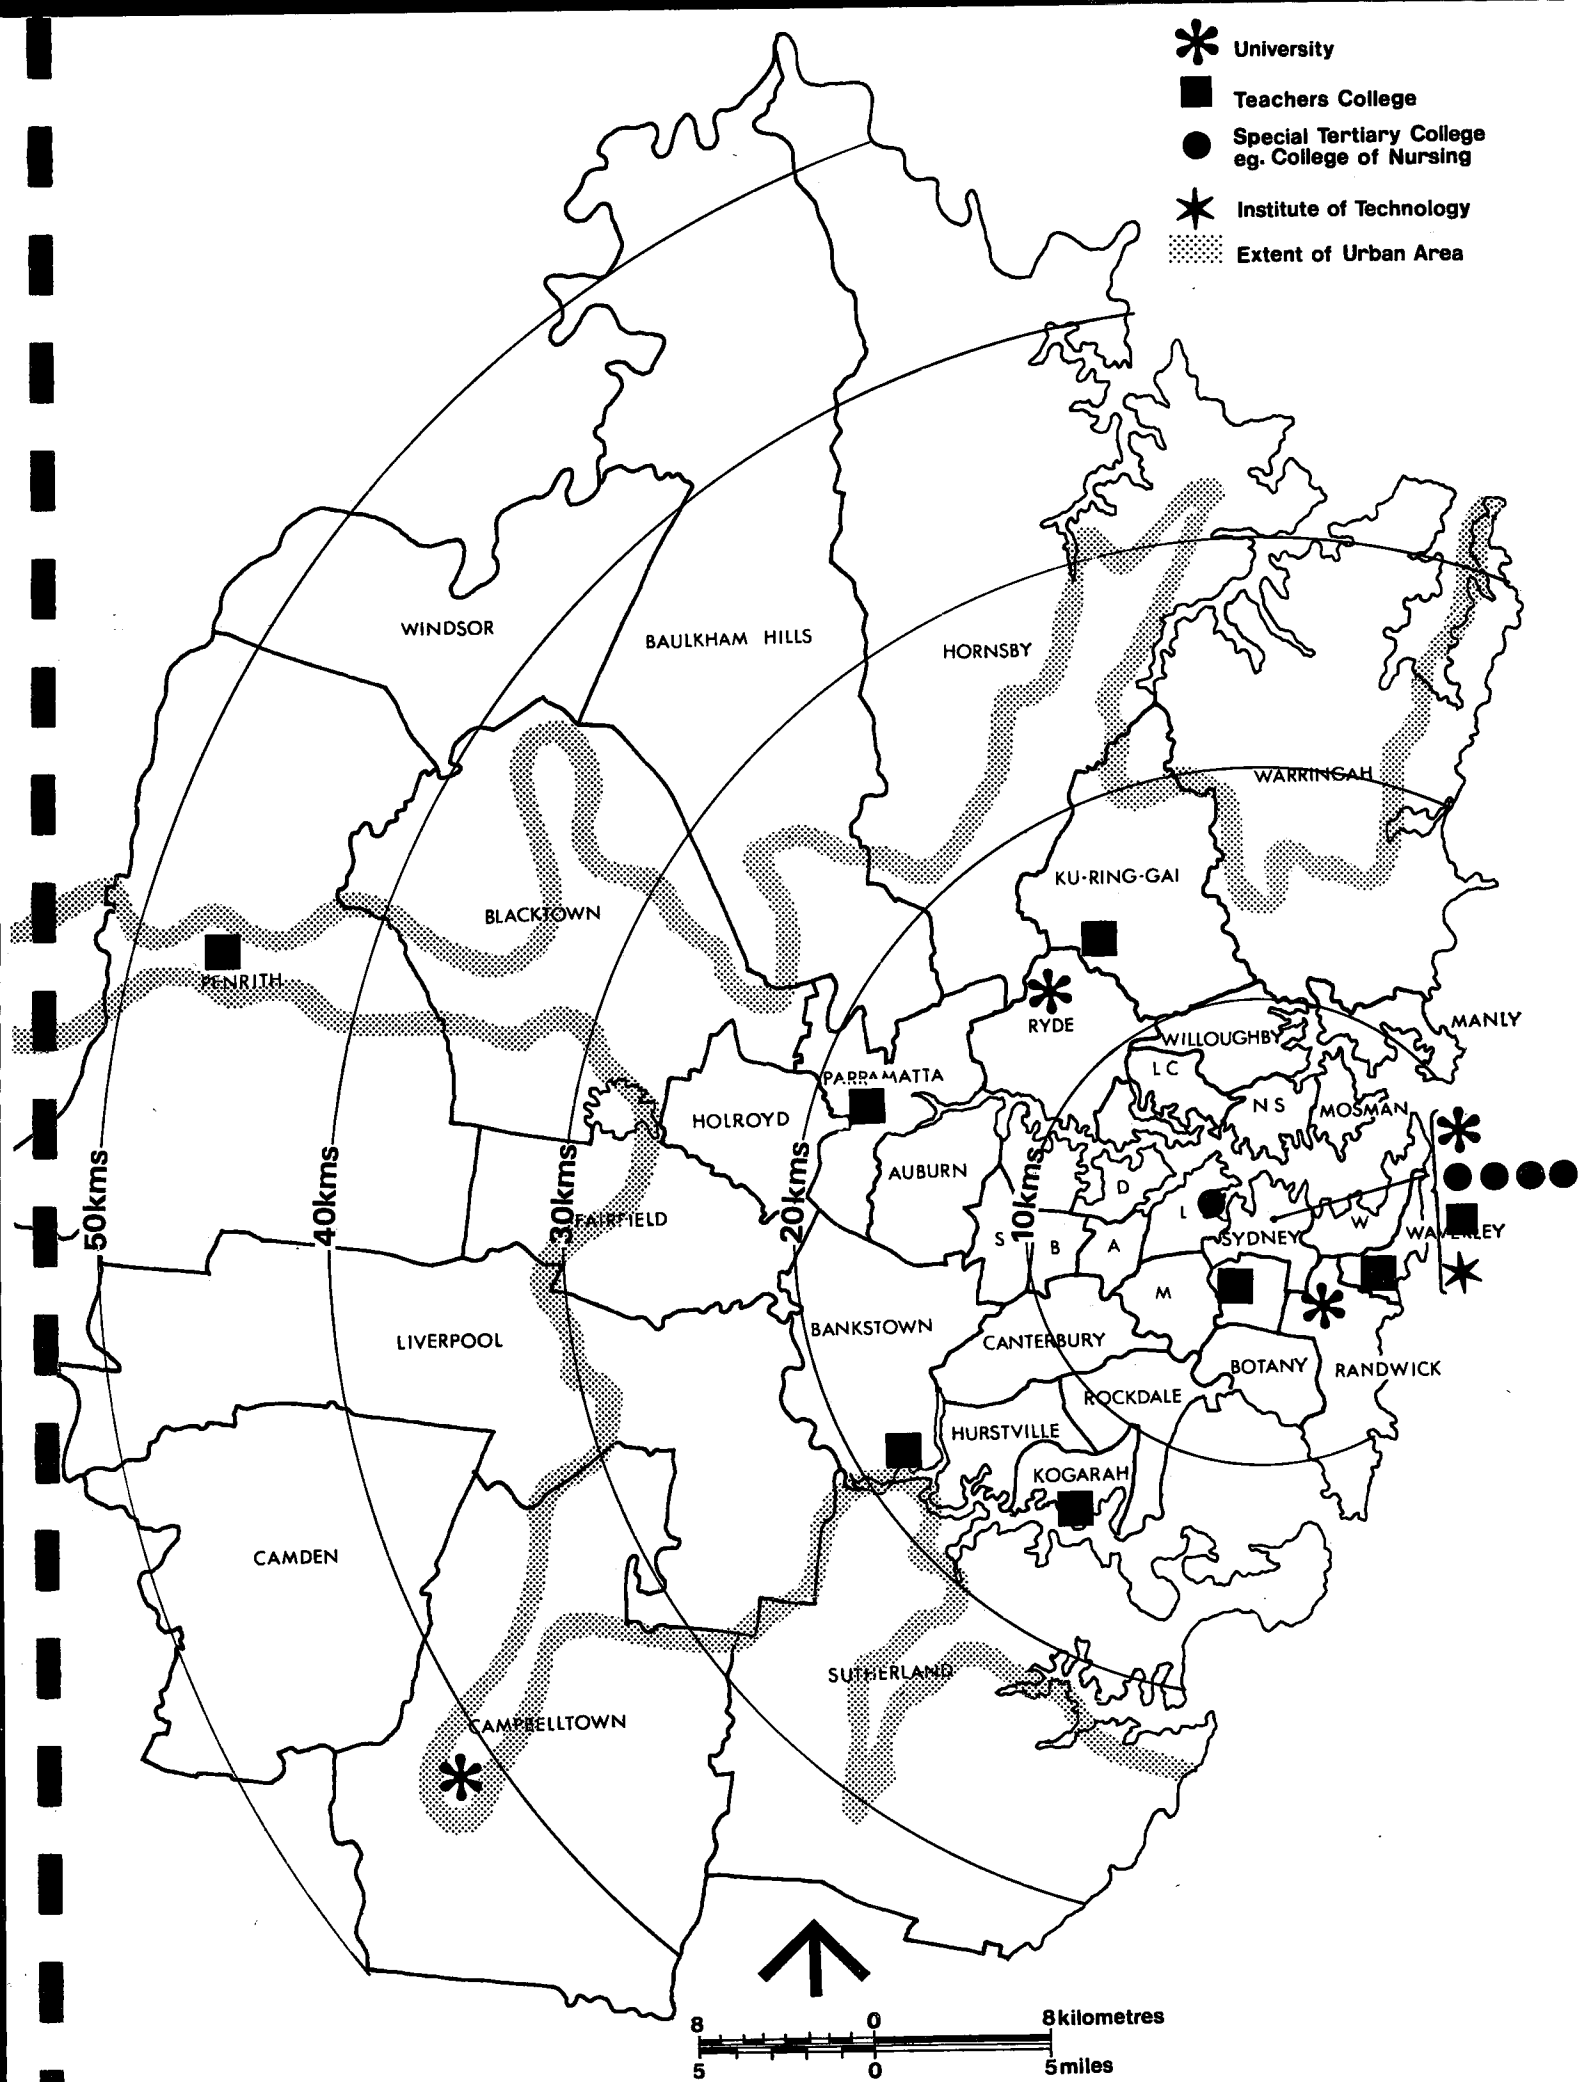 University
Teachers College
Special Tertiary College
eg. College of Nursing
Institute of Technology
Extent of Urban Area
WINDSOR
BAULKHAM HILLS
HORNSBY
WARRINGAH
KU-RING-GAI
BLACKTOWN
PENRITH
RYDE
MANLY
WILLOUGHBY
L C
PARRAMATTA
N S
MOSMAN
HOLROYD
AUBURN
D
50kms
40kms
30kms
20kms
10kms
FAIRFIELD
L
W
S
B
A
SYDNEY
WAVERLEY
M
LIVERPOOL
BANKSTOWN
CANTERBURY
BOTANY
RANDWICK
ROCKDALE
HURSTVILLE
KOGARAH
CAMDEN
SUTHERLAND
CAMPBELLTOWN
8 0 8 kilometres
5 0 5 miles